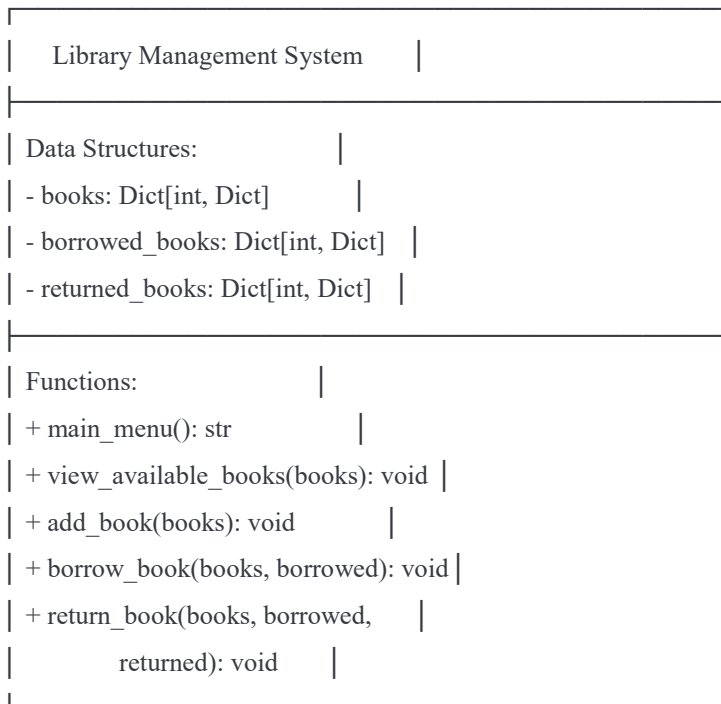 Library Management System
Data Structures:
- books: Dict[int, Dict]
- borrowed_books: Dict[int, Dict]
- returned_books: Dict[int, Dict]
Functions:
+ main_menu(): str
+ view_available_books(books): void
+ add_book(books): void
+ borrow_book(books, borrowed): void
+ return_book(books, borrowed,
returned): void